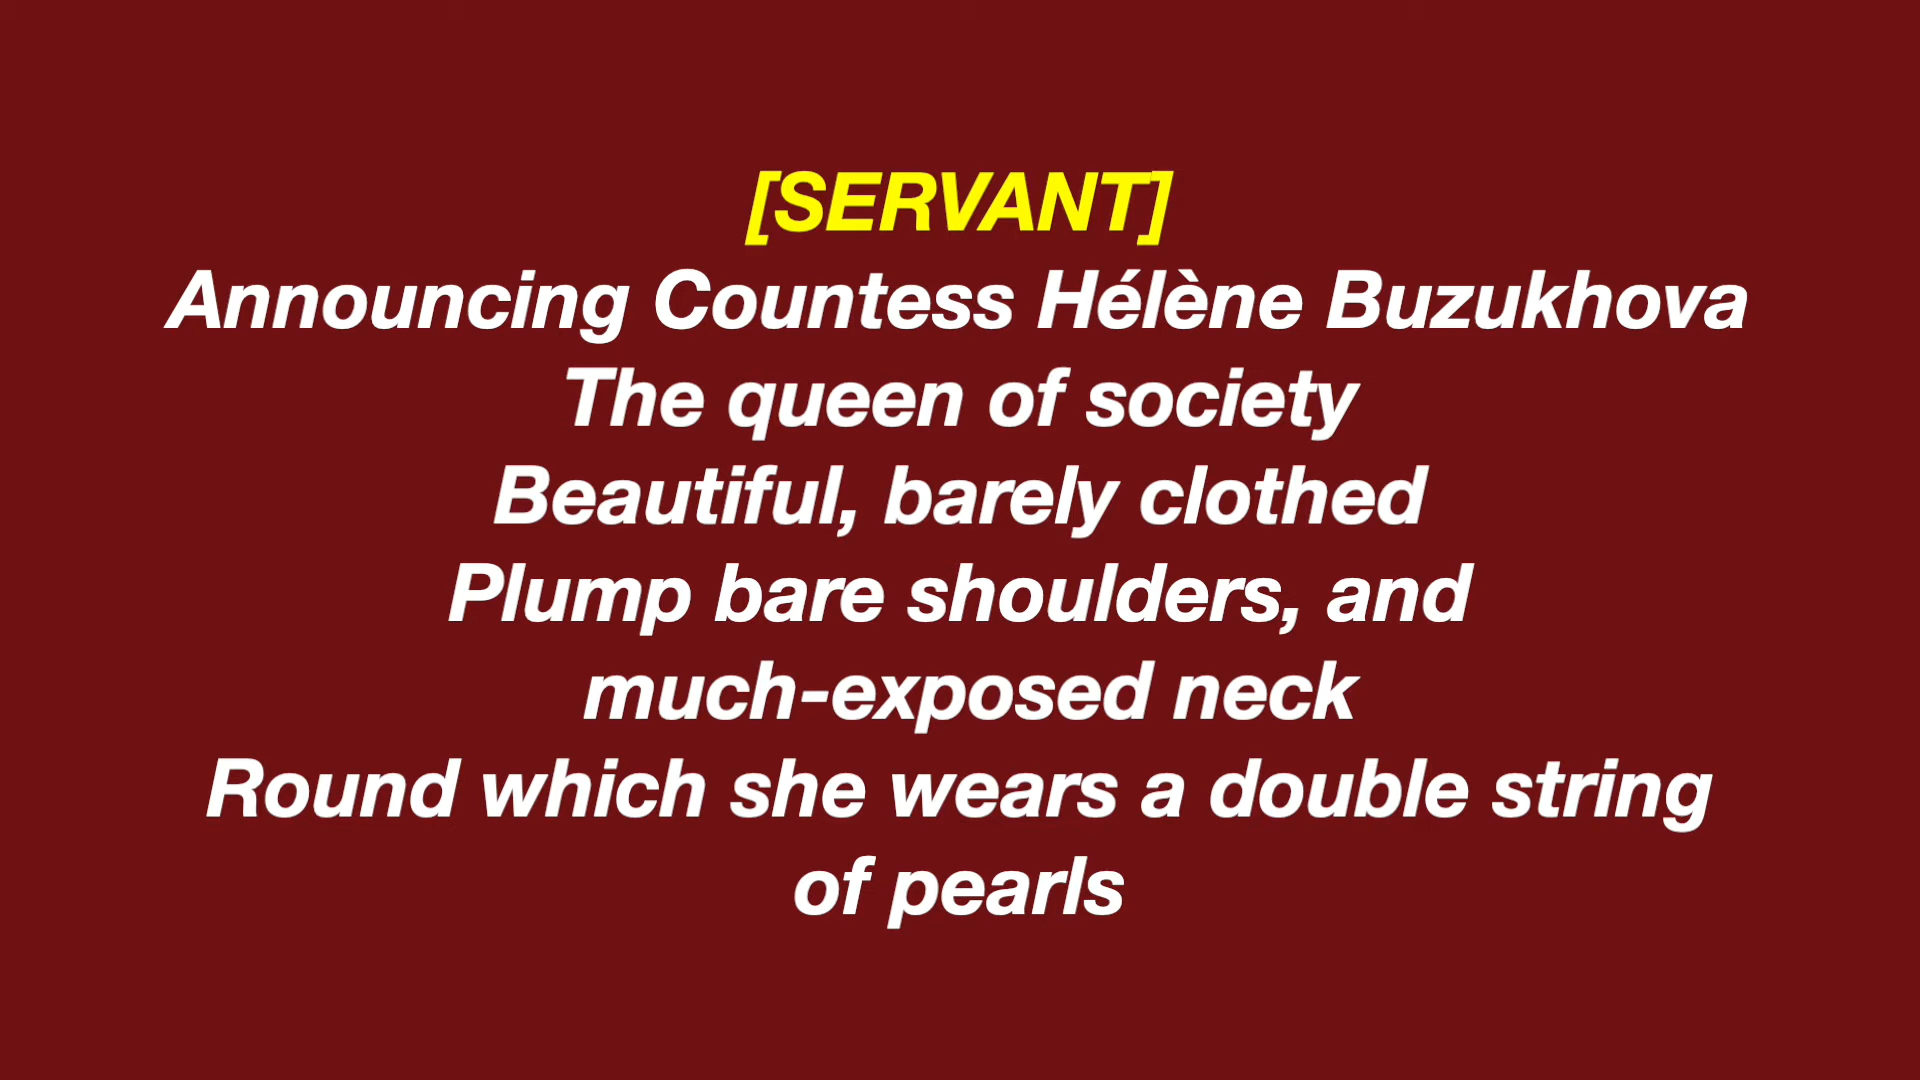 [SERVANT]
Announcing Countess Hélène Buzukhova
The queen of society
Beautiful, barely clothed
Plump bare shoulders, and
much-exposed neck
Round which she wears a double string
of pearls